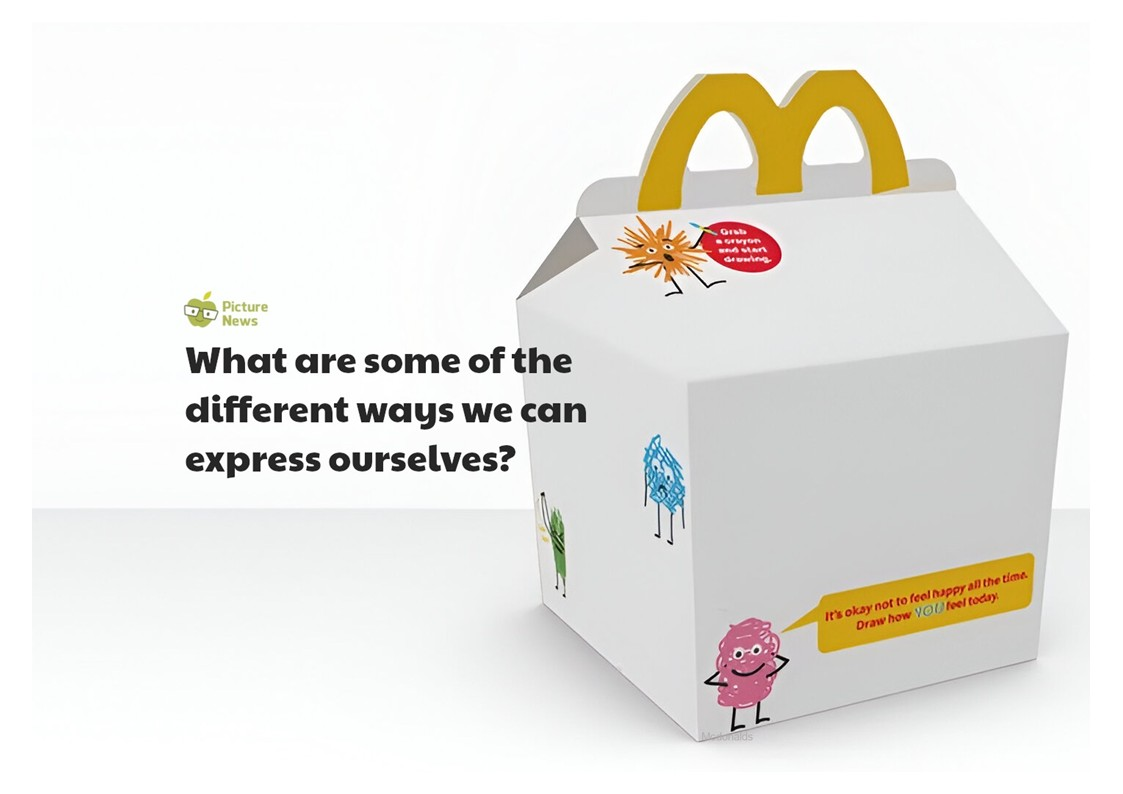 Grab
a crayon
and start
drawing.
Picture
News
What are some of the
different ways we can
express ourselves?
It's okay not to feel happy all the time.
Draw how YOU feel today.
Mcdonalds